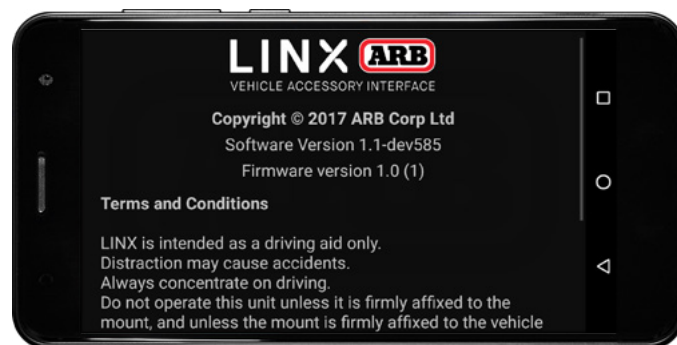 LINX ARB
VEHICLE ACCESSORY INTERFACE
Copyright © 2017 ARB Corp Ltd
Software Version 1.1-dev585
Firmware version 1.0 (1)
Terms and Conditions
LINX is intended as a driving aid only.
Distraction may cause accidents.
Always concentrate on driving.
Do not operate this unit unless it is firmly affixed to the
mount, and unless the mount is firmly affixed to the vehicle